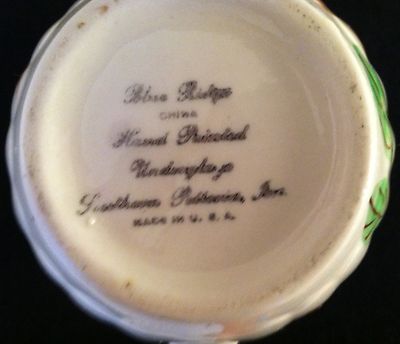 Blue Ridge
CHINA
Hand Painted
Underglaze
Southern Potteries, Inc.
MADE IN U. S. A.